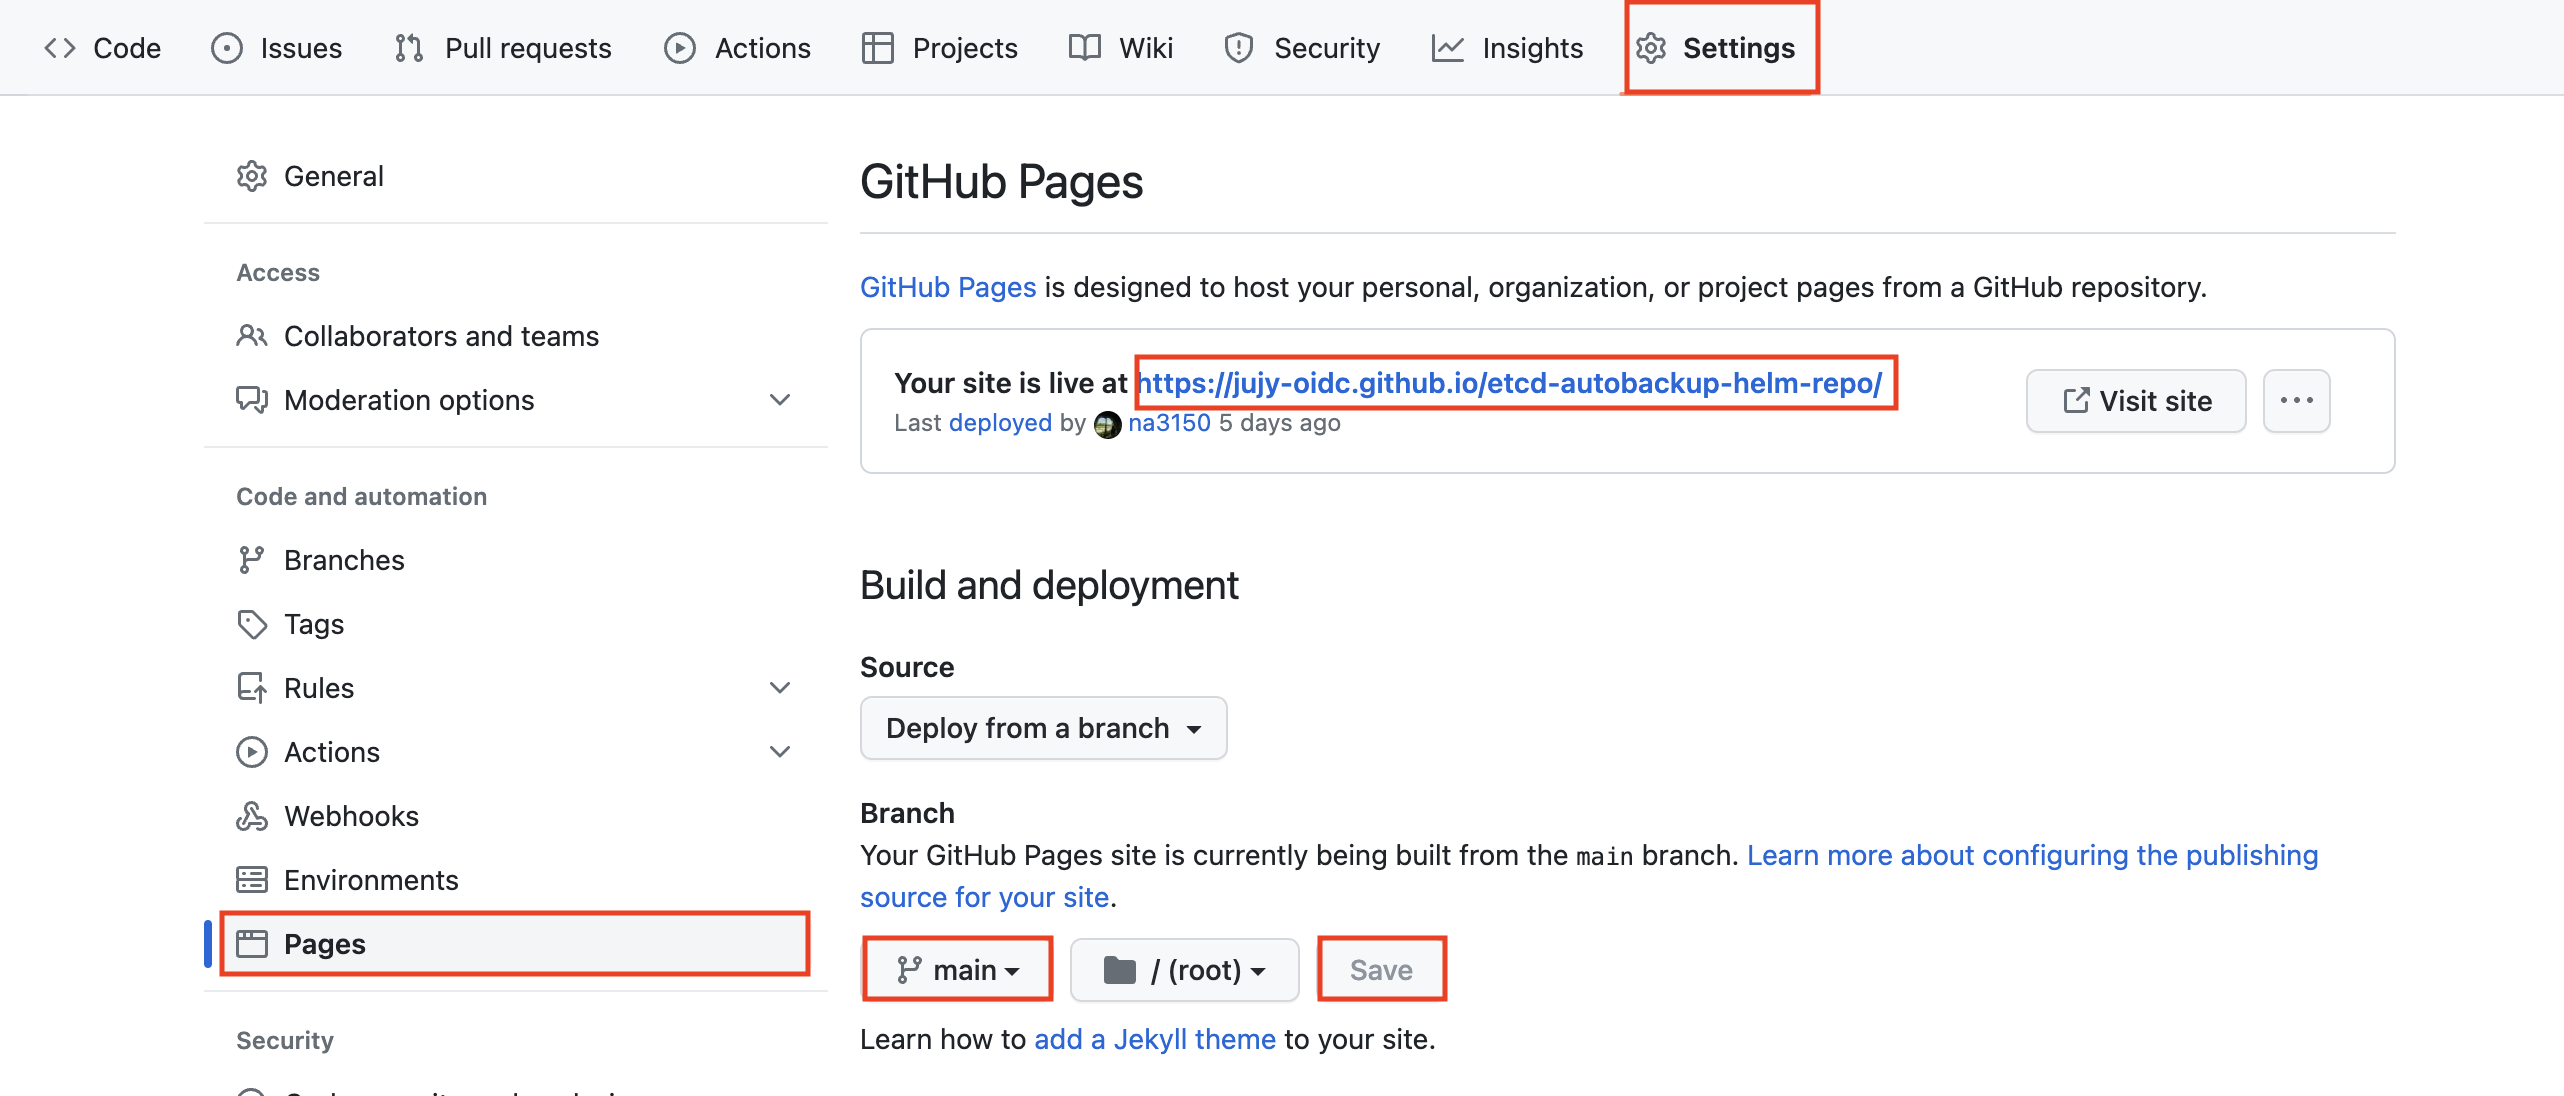 Code Issues Pull requests Actions Projects Wiki Security Insights Settings
General
Access
Collaborators and teams
Moderation options
Code and automation
Branches
Tags
Rules
Actions
Webhooks
Environments
Pages
Security
GitHub Pages
GitHub Pages is designed to host your personal, organization, or project pages from a GitHub repository.
Your site is live at https://jujy-oidc.github.io/etcd-autobackup-helm-repo/
Last deployed by na3150 5 days ago
Visit site
Build and deployment
Source
Deploy from a branch
Branch
Your GitHub Pages site is currently being built from the main branch. Learn more about configuring the publishing
source for your site.
main / (root) Save
Learn how to add a Jekyll theme to your site.